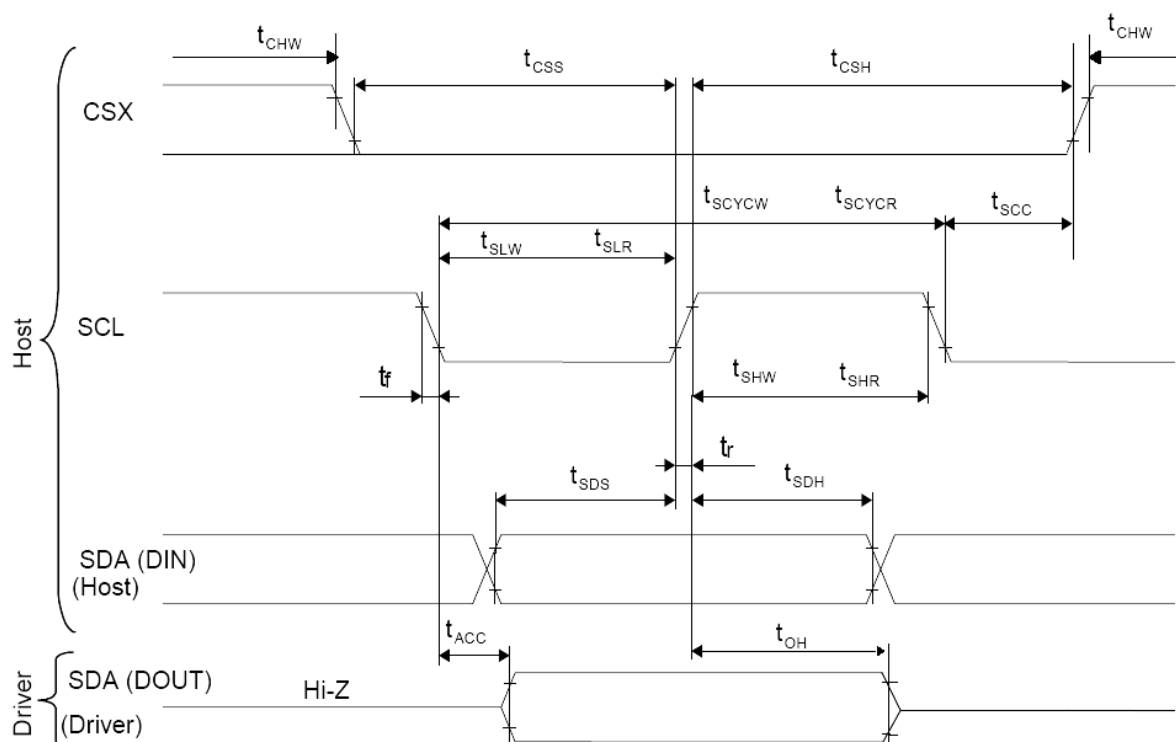 tCHW
tCHW
tCSS
tCSH
CSX
tSCYCW
tSCYCR
tSCC
tSLW
tSLR
Host
SCL
tf
tSHW
tSHR
tr
tSDS
tSDH
SDA (DIN)
(Host)
tACC
tOH
Driver
SDA (DOUT)
Hi-Z
(Driver)